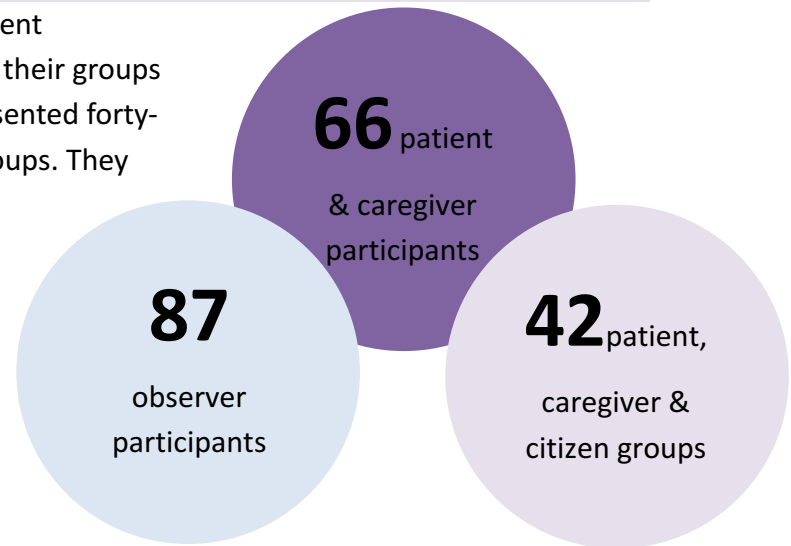 ent
their groups
sented forty-
oups. They
66 patient
& caregiver
participants
87
observer
participants
42 patient,
caregiver &
citizen groups